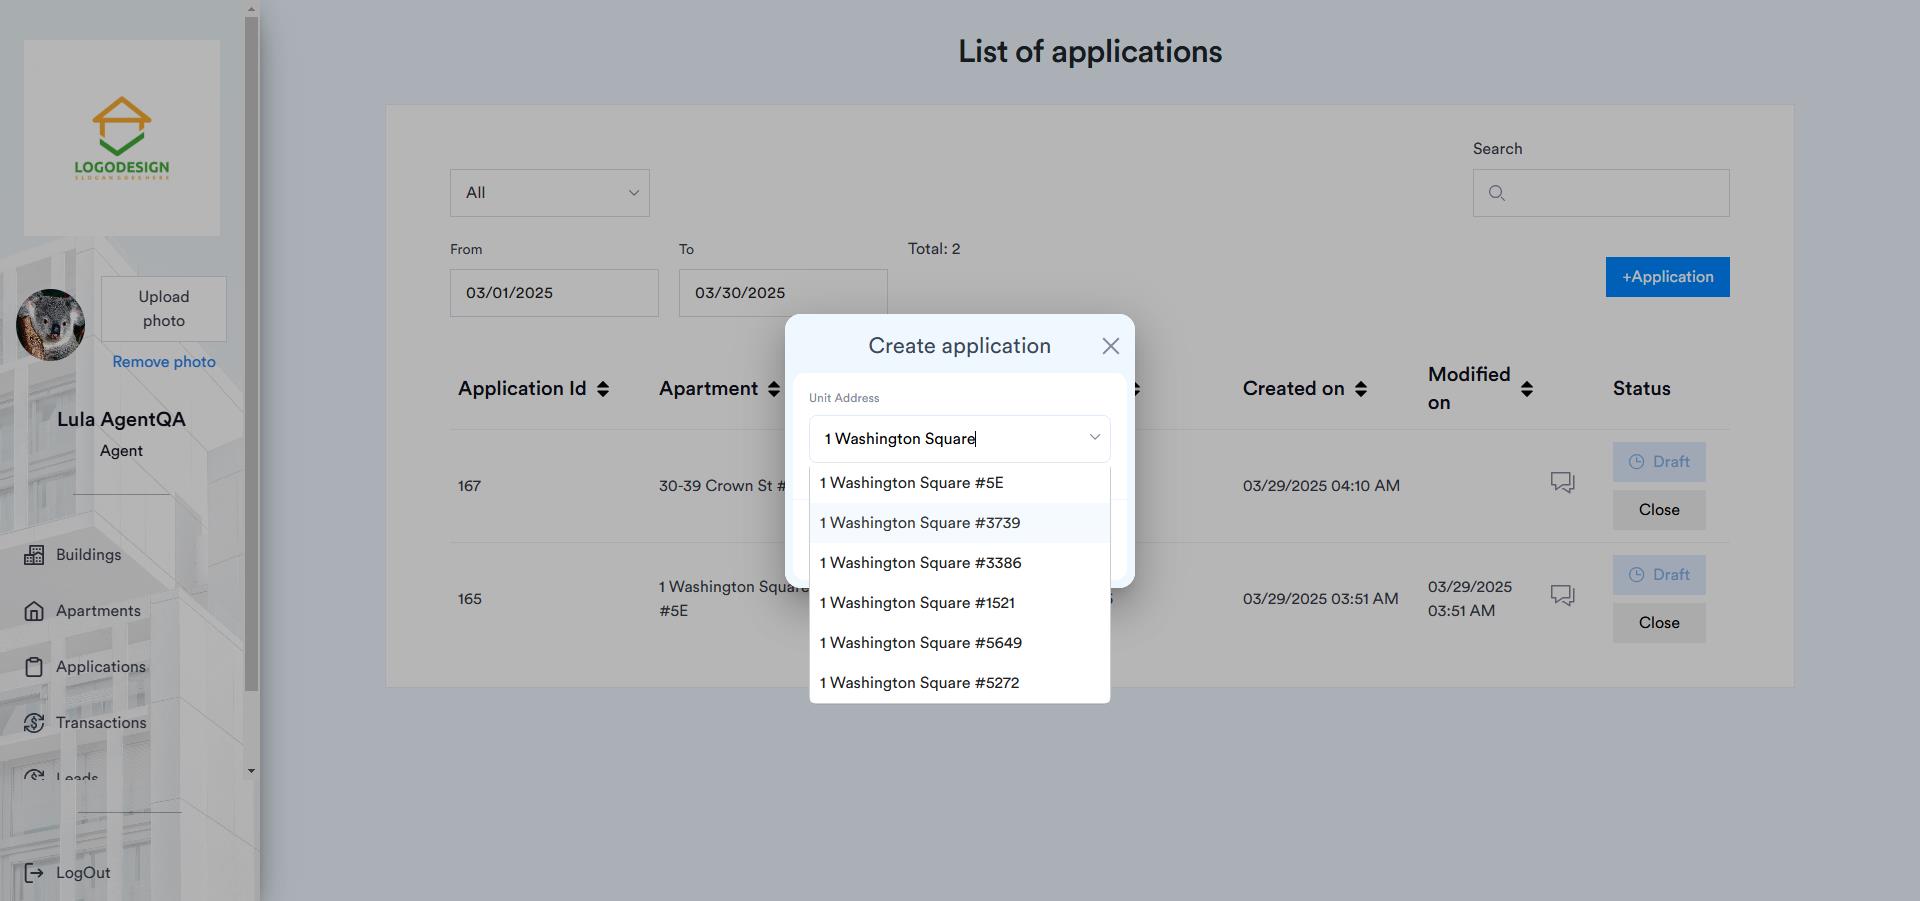 LOGODESIGN
SLOGAN GOES HERE
Upload
photo
Remove photo
Lula AgentQA
Agent
Buildings
Apartments
Applications
Transactions
Leads
LogOut
List of applications
Search
All
From
To
Total: 2
03/01/2025
03/30/2025
+Application
Application Id
Apartment
Created on
Modified
on
Status
167
30-39 Crown St #
03/29/2025 04:10 AM
Draft
Close
165
1 Washington Square
#5E
03/29/2025 03:51 AM
03/29/2025
03:51 AM
Draft
Close
Create application
Unit Address
1 Washington Square
1 Washington Square #5E
1 Washington Square #3739
1 Washington Square #3386
1 Washington Square #1521
1 Washington Square #5649
1 Washington Square #5272